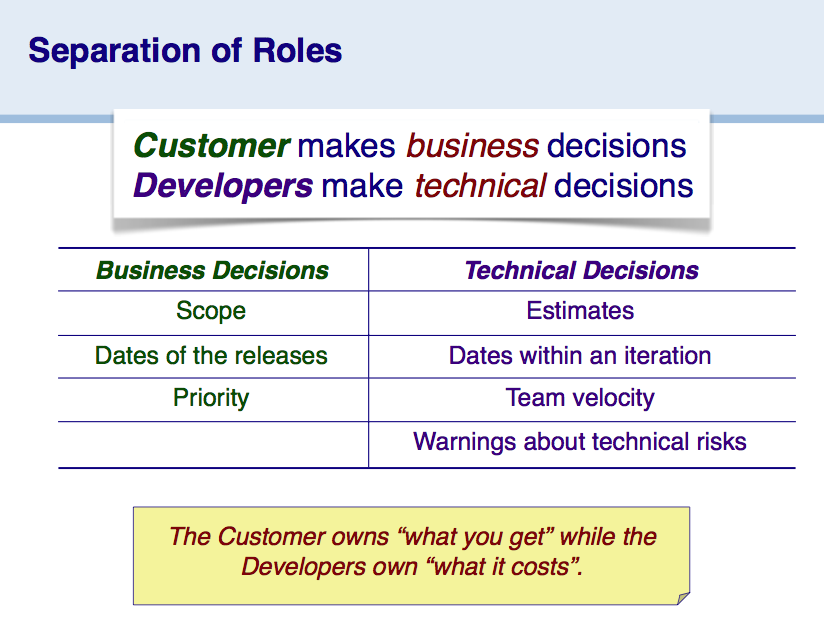 Separation of Roles
Customer makes business decisions
Developers make technical decisions
Business Decisions Technical Decisions
Scope Estimates
Dates of the releases Dates within an iteration
Priority Team velocity
Warnings about technical risks
The Customer owns “what you get” while the
Developers own “what it costs”.